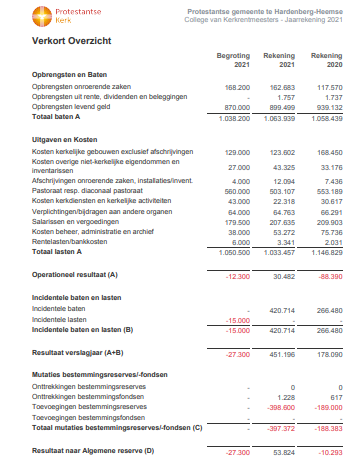 Protestantse Kerk
Protestantse gemeente te Hardenberg-Heemse
College van Kerkrentmeesters - Jaarrekening 2021
Verkort Overzicht
Begroting 2021 Rekening 2021 Rekening 2020
Opbrengsten en Baten
Opbrengsten onroerende zaken 168.200 162.683 117.570
Opbrengsten uit rente, dividenden en beleggingen - 1.757 1.737
Opbrengsten levend geld 870.000 899.499 939.132
Totaal baten A 1.038.200 1.063.939 1.058.439
Uitgaven en Kosten
Kosten kerkelijke gebouwen exclusief afschrijvingen 129.000 123.602 168.450
Kosten overige niet-kerkelijke eigendommen en
inventarissen 27.000 43.325 33.176
Afschrijvingen onroerende zaken, installaties/invent. 4.000 12.094 7.436
Pastoraat resp. diaconaal pastoraat 560.000 503.107 553.189
Kosten kerkdiensten en kerkelijke activiteiten 43.000 22.318 30.617
Verplichtingen/bijdragen aan andere organen 64.000 64.763 66.291
Salarissen en vergoedingen 179.500 207.635 209.903
Kosten beheer, administratie en archief 38.000 53.272 75.736
Rentelasten/bankkosten 6.000 3.341 2.031
Totaal lasten A 1.050.500 1.033.457 1.146.829
Operationeel resultaat (A) -12.300 30.482 -88.390
Incidentele baten en lasten
Incidentele baten - 420.714 266.480
Incidentele lasten -15.000 - -
Incidentele baten en lasten (B) -15.000 420.714 266.480
Resultaat verslagjaar (A+B) -27.300 451.196 178.090
Mutaties bestemmingsreserves/-fondsen
Onttrekkingen bestemmingsreserves - 0 0
Onttrekkingen bestemmingsfondsen - 1.228 617
Toevoegingen bestemmingsreserves - -398.600 -189.000
Toevoegingen bestemmingsfondsen - - -
Totaal mutaties bestemmingsreserves/-fondsen (C) - -397.372 -188.383
Resultaat naar Algemene reserve (D) -27.300 53.824 -10.293